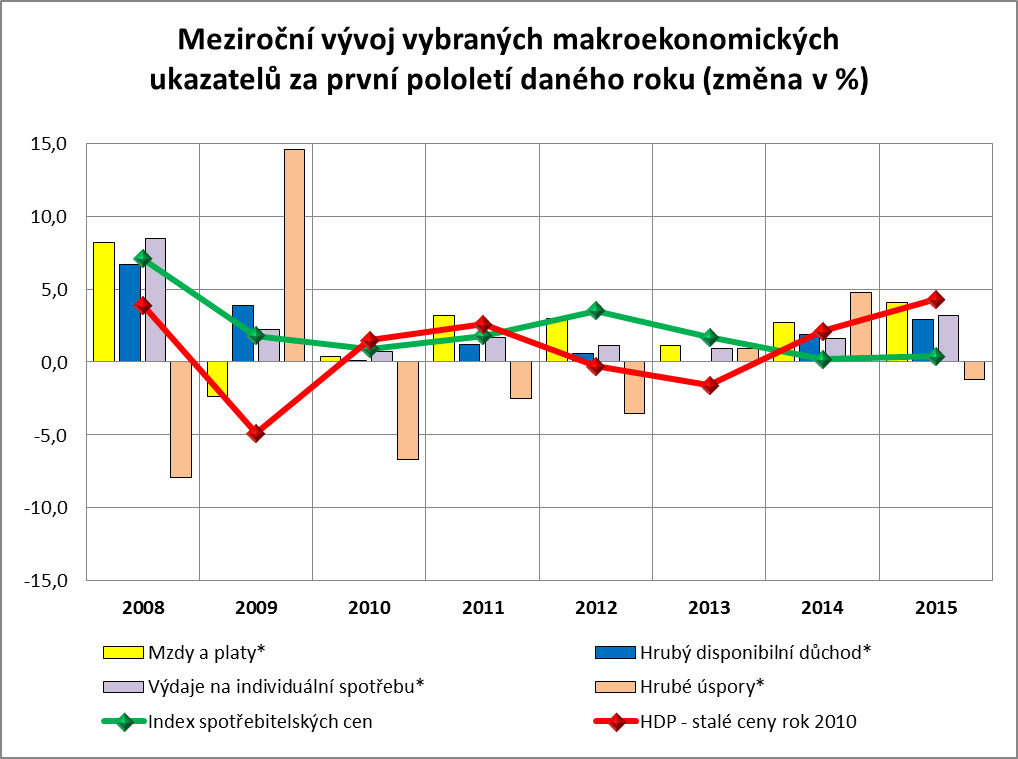 Meziroční vývoj vybraných makroekonomických
ukazatelů za první pololetí daného roku (změna v %)
15,0
10,0
5,0
0,0
-5,0
-10,0
-15,0
2008 2009 2010 2011 2012 2013 2014 2015
Mzdy a platy* Hrubý disponibilní důchod*
Výdaje na individuální spotřebu* Hrubé úspory*
Index spotřebitelských cen HDP - stalé ceny rok 2010